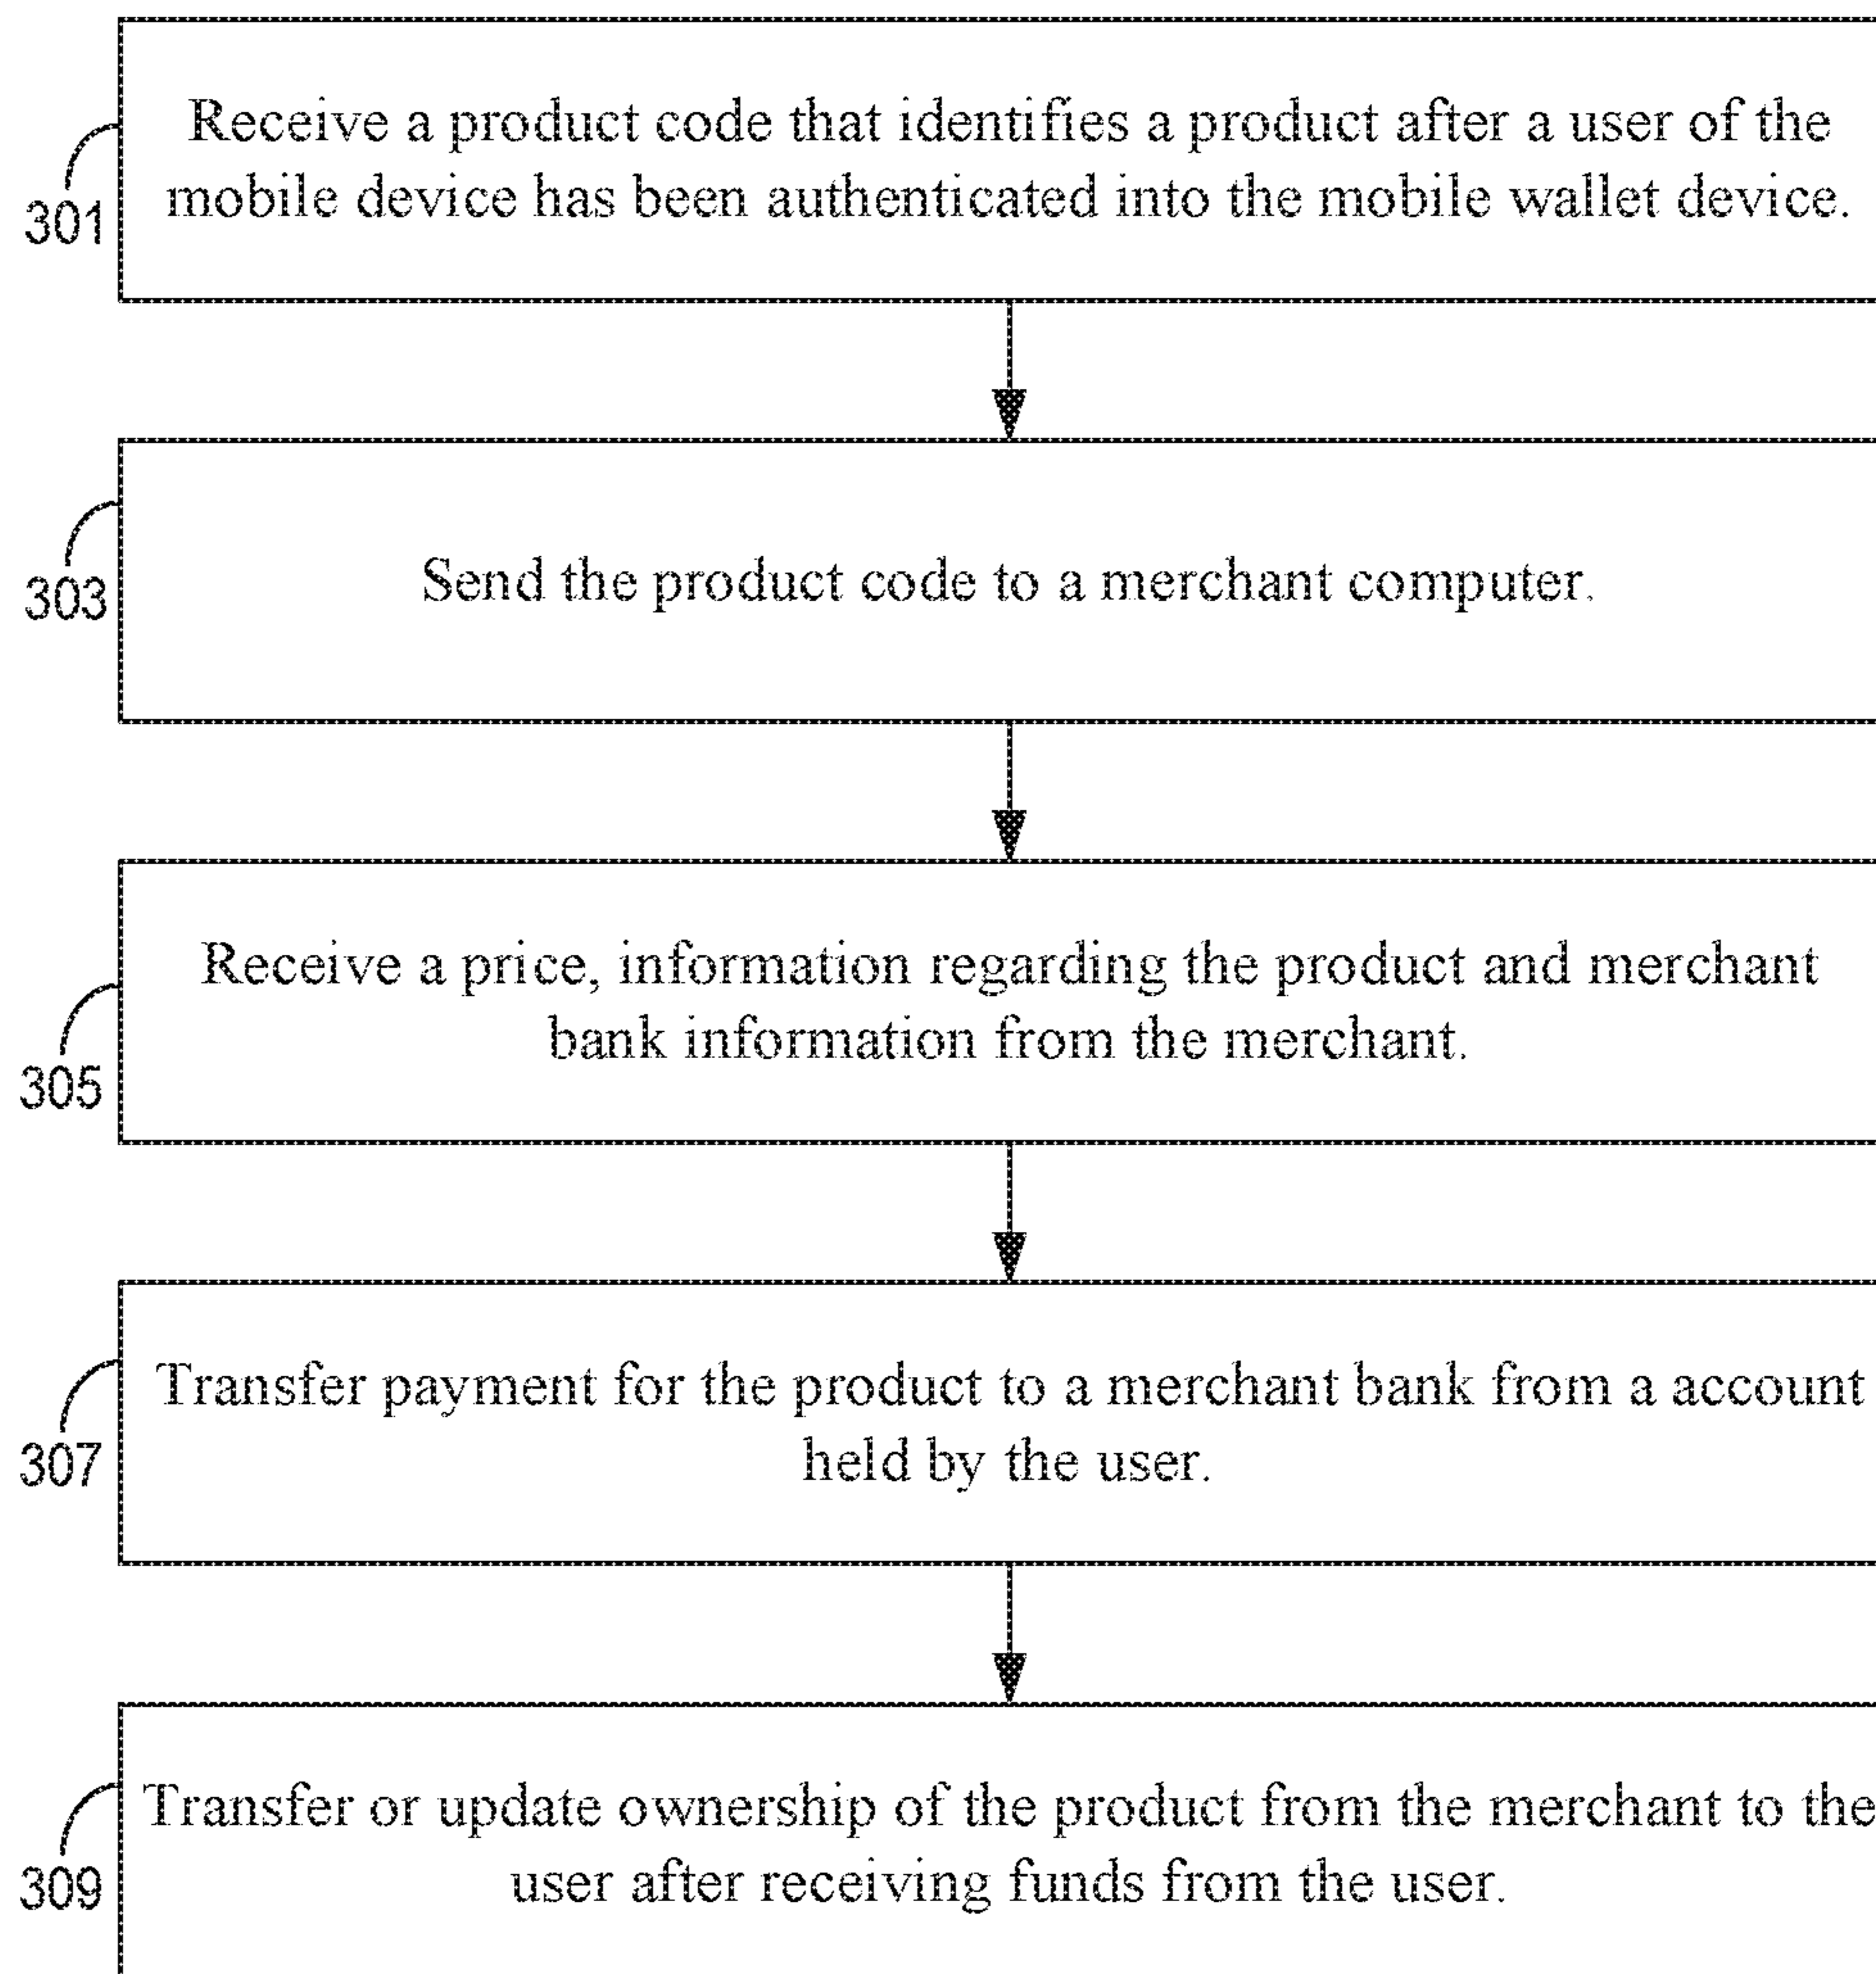 Receive a product code that identifies a product after a user of the
mobile device has been authenticated into the mobile wallet device.
301
Send the product code to a merchant computer.
303
Receive a price, information regarding the product and merchant
bank information from the merchant.
305
Transfer payment for the product to a merchant bank from a account
held by the user.
307
Transfer or update ownership of the product from the merchant to the
user after receiving funds from the user.
309